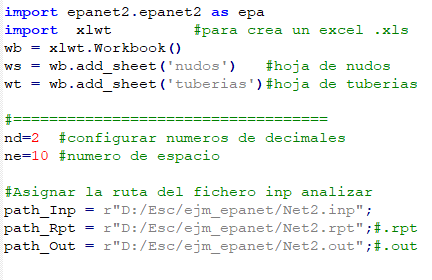 import epanet2.epanet2 as epa
import  xlwt         #para crea un excel .xls
wb = xlwt.Workbook()
ws = wb.add_sheet('nudos')   #hoja de nudos
wt = wb.add_sheet('tuberias')#hoja de tuberias
#===================================
nd=2  #configurar numeros de decimales
ne=10 #numero de espacio
#Asignar la ruta del fichero inp analizar
path_Inp = r"D:/Esc/ejm_epanet/Net2.inp";
path_Rpt = r"D:/Esc/ejm_epanet/Net2.rpt";#.rpt
path_Out = r"D:/Esc/ejm_epanet/Net2.out";#.out